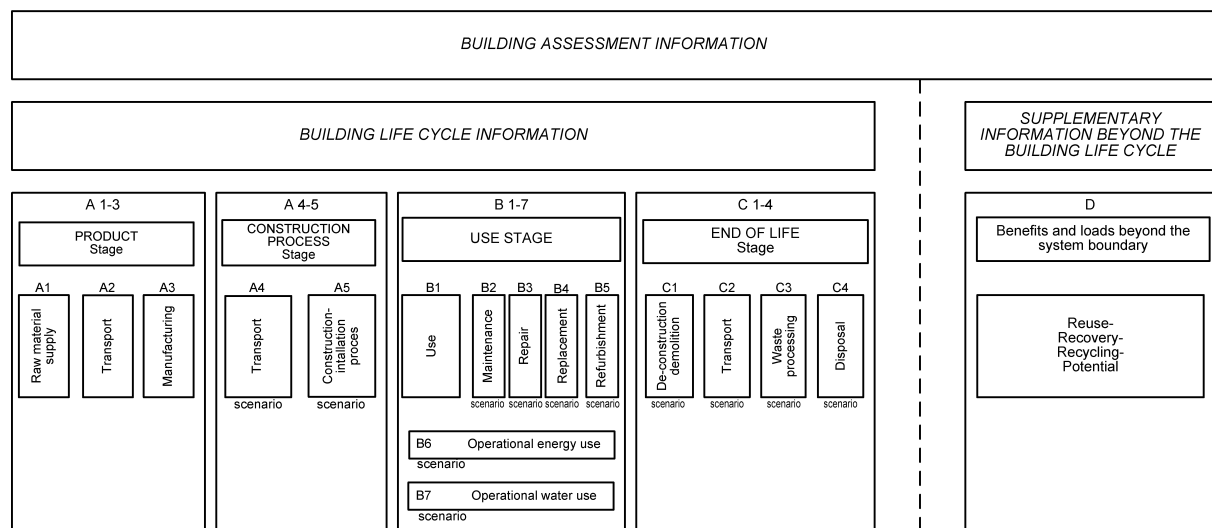 BUILDING ASSESSMENT INFORMATION
BUILDING LIFE CYCLE INFORMATION
SUPPLEMENTARY
INFORMATION BEYOND THE
BUILDING LIFE CYCLE
A 1-3
PRODUCT
Stage
A1
Raw material
supply
A2
Transport
A3
Manufacturing
A 4-5
CONSTRUCTION
PROCESS
Stage
A4
Transport
scenario
A5
Construction-
intallation
proces
scenario
B 1-7
USE STAGE
B1
Use
B2
Maintenance
scenario
B3
Repair
scenario
B4
Replacement
scenario
B5
Refurbishment
scenario
B6 Operational energy use
scenario
B7 Operational water use
scenario
C 1-4
END OF LIFE
Stage
C1
De-construction
demolition
scenario
C2
Transport
scenario
C3
Waste
processing
scenario
C4
Disposal
scenario
D
Benefits and loads beyond the
system boundary
Reuse-
Recovery-
Recycling-
Potential